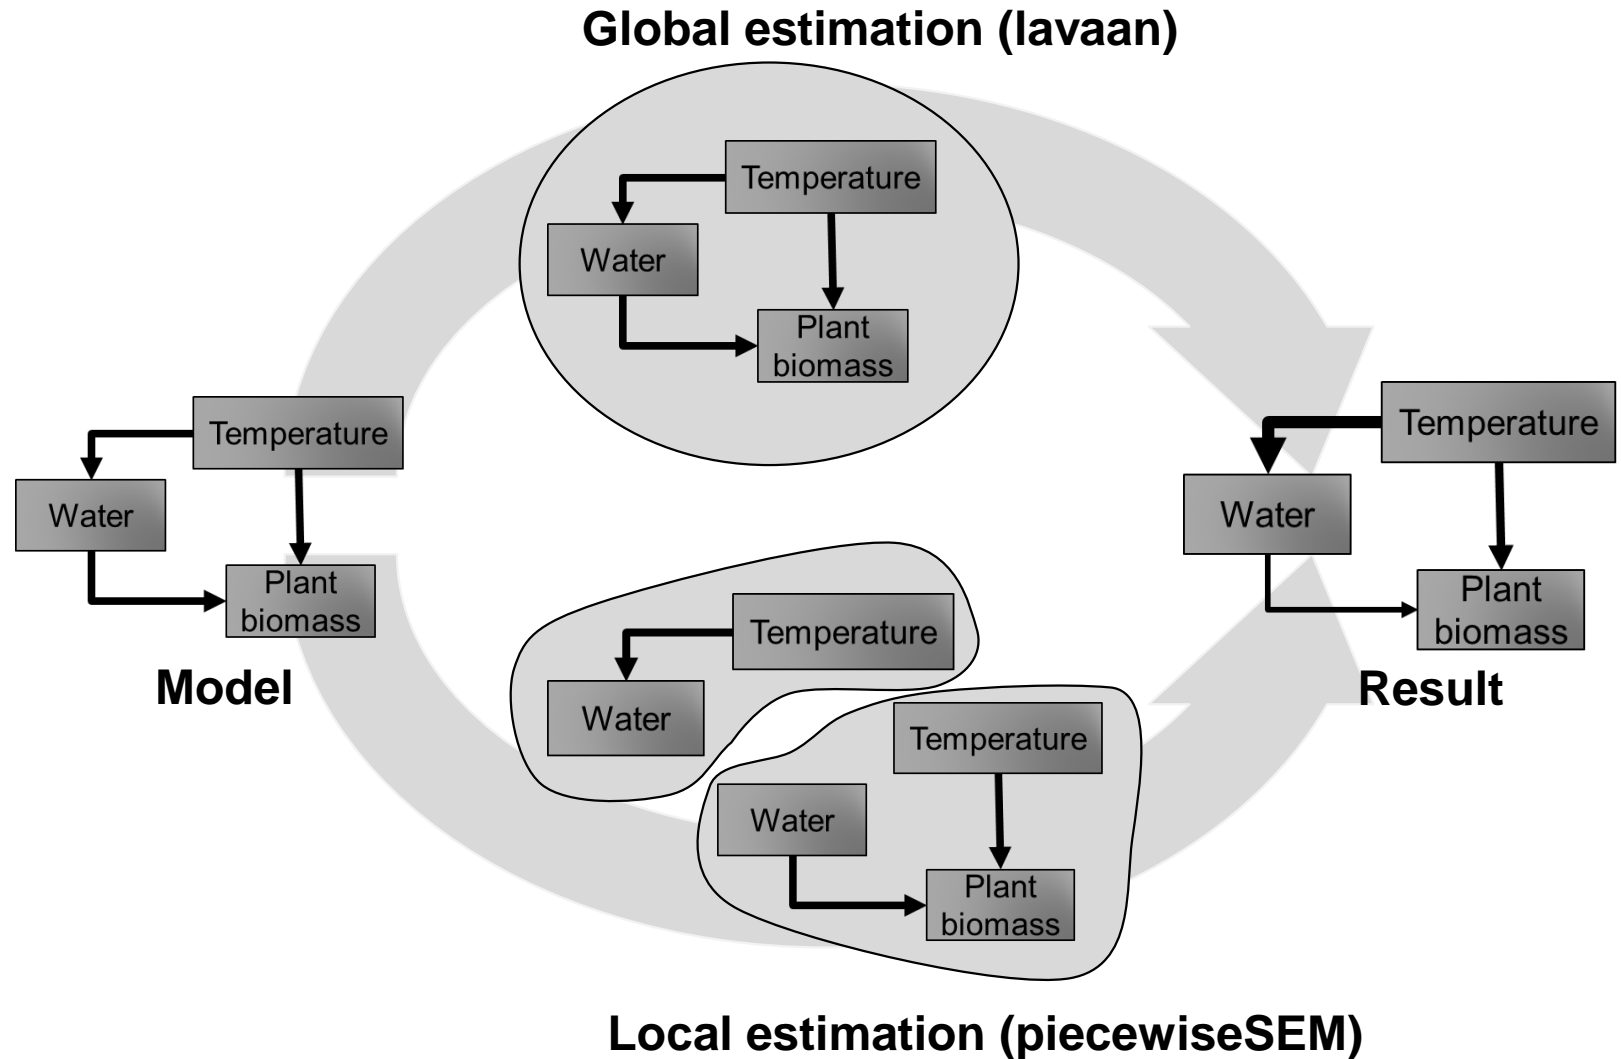 Global estimation (lavaan)
Temperature
Water
Plant
biomass
Temperature
Water
Plant
biomass
Model
Temperature
Water
Plant
biomass
Result
Temperature
Water
Temperature
Water
Plant
biomass
Local estimation (piecewiseSEM)